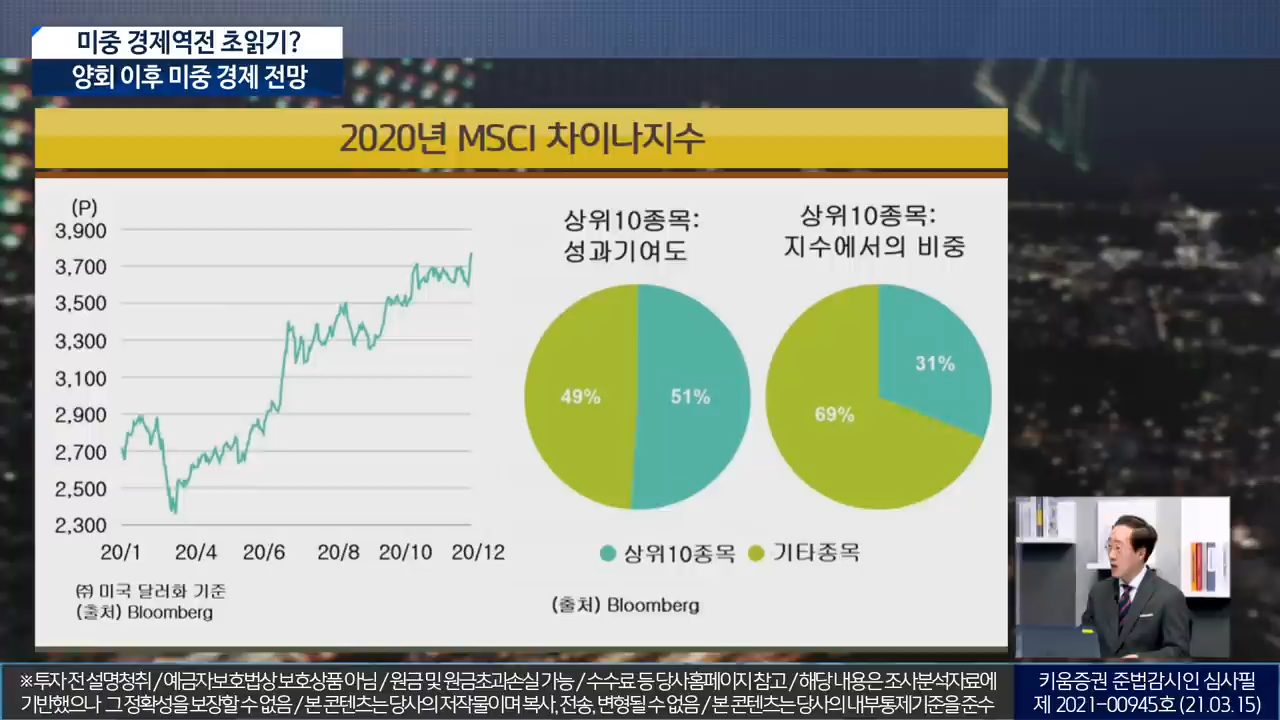 미중 경제역전 초읽기?
양회 이후 미중 경제 전망
2020년 MSCI 차이나지수
(P)
3,900
3,700
3,500
3,300
3,100
2,900
2,700
2,500
2,300
20/1 20/4 20/6 20/8 20/10 20/12
㈜ 미국 달러화 기준
(출처) Bloomberg
상위10종목:
성과기여도
49% 51%
상위10종목:
지수에서의 비중
31%
69%
상위10종목 기타종목
(출처) Bloomberg
※ 투자 전 설명청취 / 예금자보호법상 보호상품 아님 / 원금 및 원금초과손실 가능 / 수수료 등 당사홈페이지 참고 / 해당 내용은 조사분석자료에
기반했으나 그 정확성을 보장할 수 없음 / 본 콘텐츠는 당사의 저작물이며 복사, 전송, 변형될 수 없음 / 본 콘텐츠는 당사의 내부통제기준을 준수
키움증권 준법감시인 심사필
제 2021-00945호 (21.03.15)